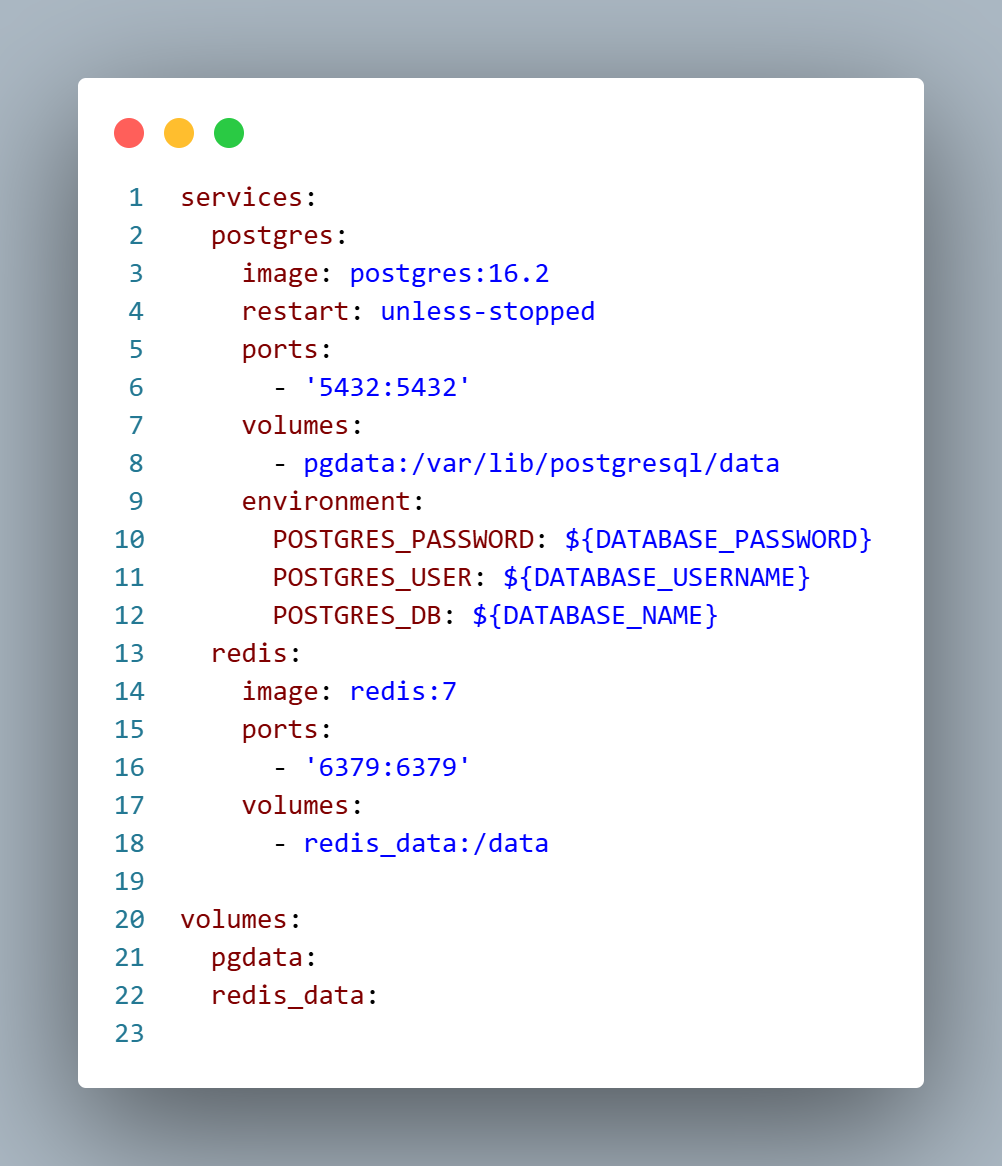 1 services:
2   postgres:
3     image: postgres:16.2
4     restart: unless-stopped
5     ports:
6       - '5432:5432'
7     volumes:
8       - pgdata:/var/lib/postgresql/data
9     environment:
10       POSTGRES_PASSWORD: ${DATABASE_PASSWORD}
11       POSTGRES_USER: ${DATABASE_USERNAME}
12       POSTGRES_DB: ${DATABASE_NAME}
13   redis:
14     image: redis:7
15     ports:
16       - '6379:6379'
17     volumes:
18       - redis_data:/data
19
20 volumes:
21   pgdata:
22   redis_data:
23